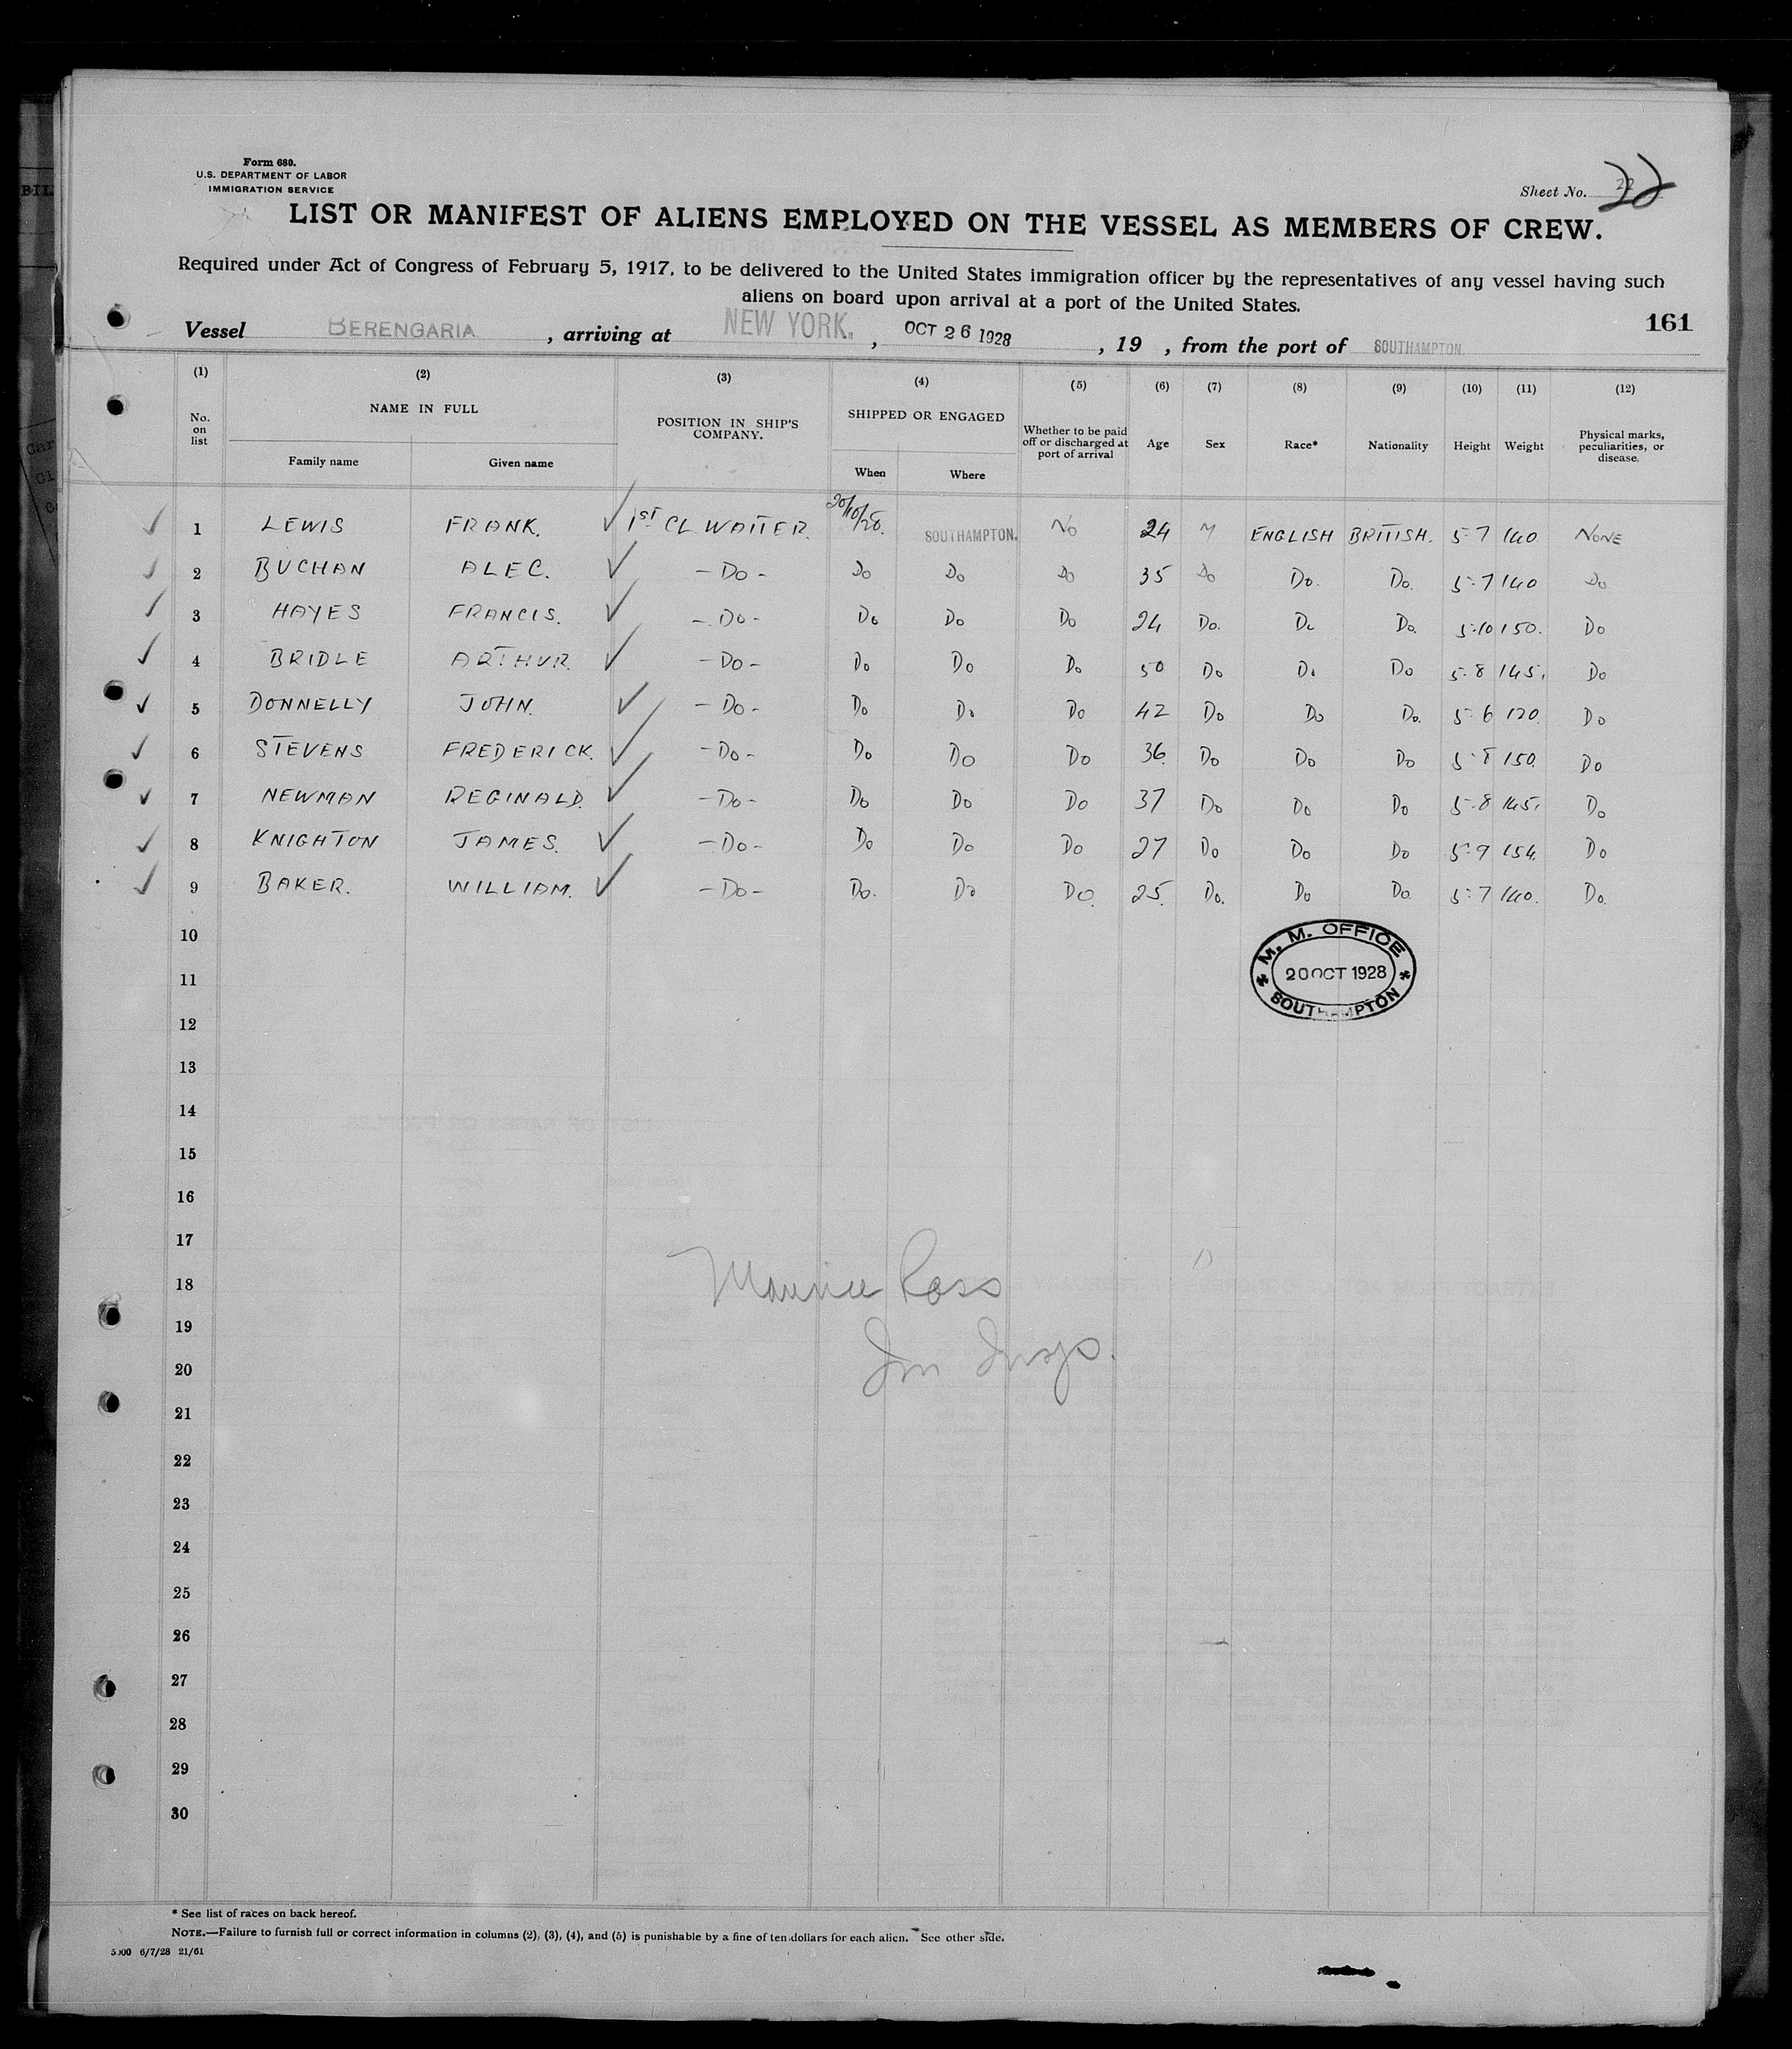 Form 680.
U.S. DEPARTMENT OF LABOR
IMMIGRATION SERVICE
Sheet No. 22
22
LIST OR MANIFEST OF ALIENS EMPLOYED ON THE VESSEL AS MEMBERS OF CREW.
Required under Act of Congress of February 5, 1917, to be delivered to the United States immigration officer by the representatives of any vessel having such
aliens on board upon arrival at a port of the United States.
161
Vessel BERENGARIA , arriving at NEW YORK. , OCT 26 1928 , 19 , from the port of SOUTHAMPTON.
(1) (2) (3) (4) (5) (6) (7) (8) (9) (10) (11) (12)
No. on list NAME IN FULL Family name Given name POSITION IN SHIP'S COMPANY. SHIPPED OR ENGAGED When Where Whether to be paid off or discharged at port of arrival Age Sex Race* Nationality Height Weight Physical marks, peculiarities, or disease.
1 LEWIS FRANK. 1ST CL. WAITER. 20/10/28. SOUTHAMPTON. NO 24 M ENGLISH BRITISH. 5-7 140 NONE
2 BUCHAN ALEC. -DO- DO DO DO 35 DO DO. DO. 5-7 140 DO
3 HAYES FRANCIS. -DO- DO DO DO 24 DO. DO DO. 5-10 150. DO
4 BRIDLE ARTHUR. -DO- DO DO DO 50 DO DO DO 5-8 145. DO
5 DONNELLY JOHN. -DO- DO DO DO 42 DO DO DO. 5-6 120. DO
6 STEVENS FREDERICK. -DO- DO DO DO 36. DO DO DO 5-8 150. DO
7 NEWMAN REGINALD. -DO- DO DO DO 37 DO DO DO 5-8 145. DO
8 KNIGHTON JAMES. -DO- DO DO DO 27 DO DO DO 5-9 154. DO
9 BAKER. WILLIAM. -DO- DO. DO DO. 25. DO. DO DO. 5-7 140. DO.
10
M. M. OFFICE
20 OCT 1928
SOUTHAMPTON
11
12
13
14
15
16
17
18 Maurice Ross
19
20 Im Insp.
21
22
23
24
25
26
27
28
29
30
* See list of races on back hereof.
NOTE.—Failure to furnish full or correct information in columns (2), (3), (4), and (5) is punishable by a fine of ten dollars for each alien. See other side.
5000 6/7/28 21/61